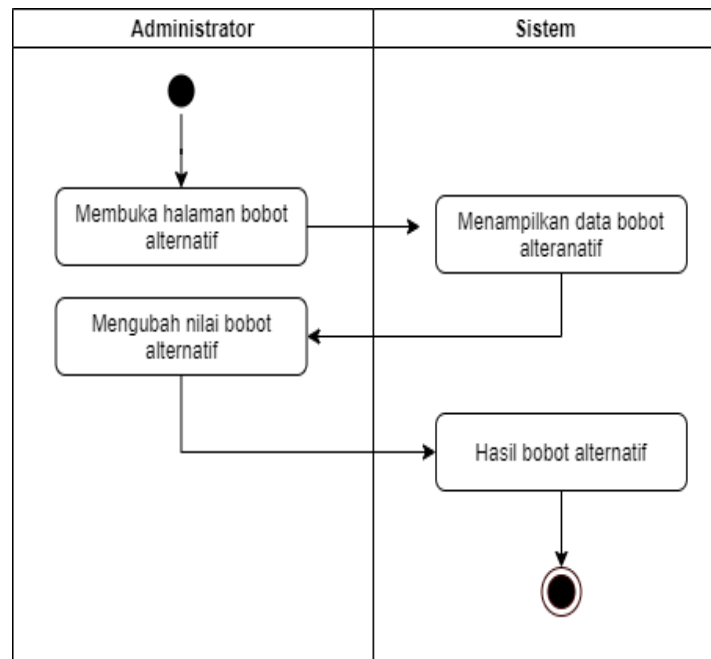 Administrator
Sistem
Membuka halaman bobot
alternatif
Menampilkan data bobot
alteranatif
Mengubah nilai bobot
alternatif
Hasil bobot alternatif